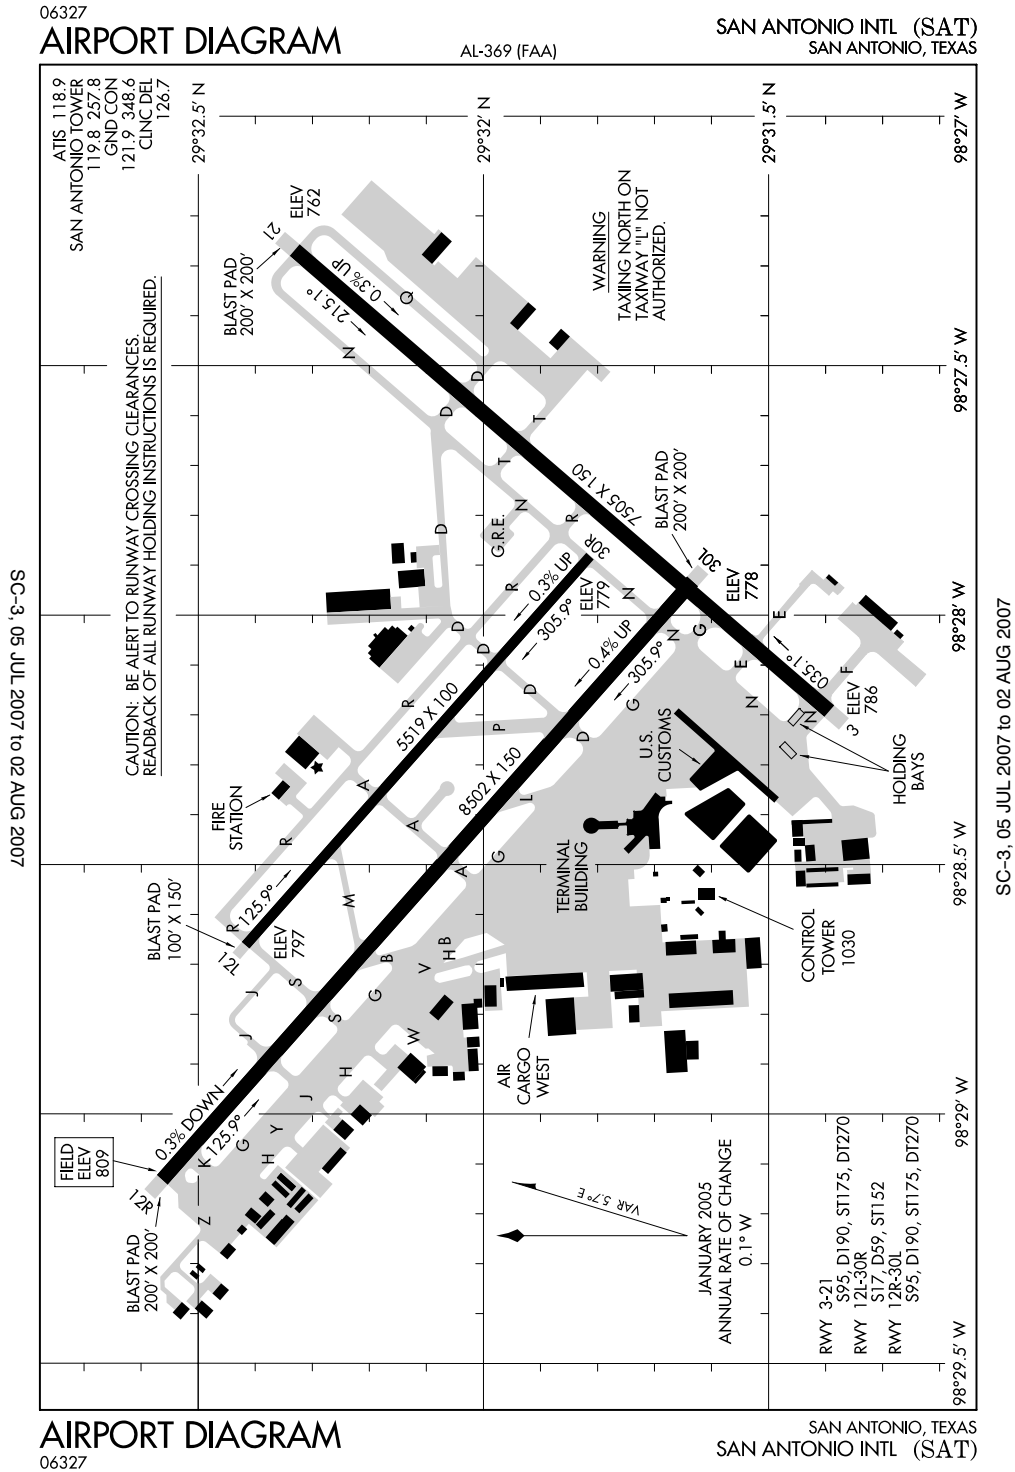 06327
AIRPORT DIAGRAM
AL-369 (FAA)
SAN ANTONIO INTL (SAT)
SAN ANTONIO, TEXAS
ATIS 118.9
SAN ANTONIO TOWER
119.8 257.8
GND CON
121.9 348.6
CLNC DEL
126.7
CAUTION: BE ALERT TO RUNWAY CROSSING CLEARANCES.
READBACK OF ALL RUNWAY HOLDING INSTRUCTIONS IS REQUIRED.
29°32.5' N
29°32' N
29°31.5' N
98°27' W
98°27.5' W
98°28' W
98°28.5' W
98°29' W
98°29.5' W
WARNING
TAXIING NORTH ON
TAXIWAY "L" NOT
AUTHORIZED.
21
ELEV
762
BLAST PAD
200' X 200'
0.3% UP
215.1°
Q
N
D
D
T
T
7505 X 150
BLAST PAD
200' X 200'
30L
ELEV
778
D
G.R.E.
N
R
R
30R
0.3% UP
305.9°
ELEV
779
N
N
G
E
E
F
035.1°
ELEV
786
3
N
N
HOLDING
BAYS
D
D
D
D
0.4% UP
305.9°
G
R
5519 X 100
P
8502 X 150
U.S.
CUSTOMS
FIRE
STATION
A
A
A
L
G
R
M
TERMINAL
BUILDING
CONTROL
TOWER
1030
BLAST PAD
100' X 150'
R
12L
125.9°
ELEV
797
J
J
S
S
G
B
B
V
H
W
H
J
AIR
CARGO
WEST
FIELD
ELEV
809
0.3% DOWN
125.9°
12R
K
G
Y
H
Z
BLAST PAD
200' X 200'
VAR 5.7° E
JANUARY 2005
ANNUAL RATE OF CHANGE
0.1° W
RWY 3-21
S95, D190, ST175, DT270
RWY 12L-30R
S17, D59, ST152
RWY 12R-30L
S95, D190, ST175, DT270
SC-3, 05 JUL 2007 to 02 AUG 2007
SC-3, 05 JUL 2007 to 02 AUG 2007
AIRPORT DIAGRAM
06327
SAN ANTONIO, TEXAS
SAN ANTONIO INTL (SAT)